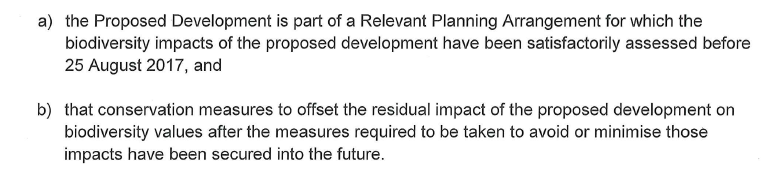 a) the Proposed Development is part of a Relevant Planning Arrangement for which the
biodiversity impacts of the proposed development have been satisfactorily assessed before
25 August 2017, and
b) that conservation measures to offset the residual impact of the proposed development on
biodiversity values after the measures required to be taken to avoid or minimise those
impacts have been secured into the future.